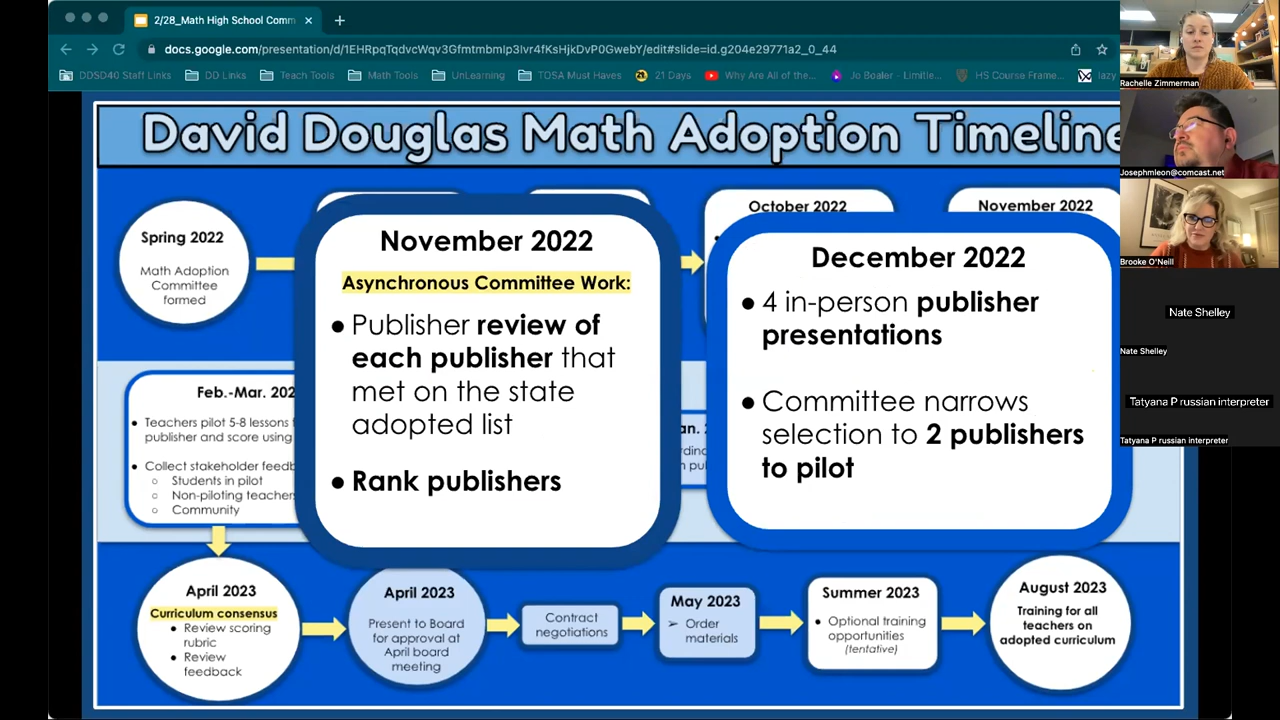 2/28_Math High School Comm
docs.google.com/presentation/d/1EHRpqTqdvcWqv3Gfmtmbmlp3lvr4fKsHjkDvP0GwebY/edit#slide=id.g204e29771a2_0_44
DDSD40 Staff Links
DD Links
Teach Tools
Math Tools
UnLearning
TOSA Must Haves
21 Days
Why Are All of the...
Jo Boaler - Limitle...
HS Course Frame...
lazy
David Douglas Math Adoption Timeline
Spring 2022
Math Adoption
Committee
formed
October 2022
November 2022
November 2022
Asynchronous Committee Work:
● Publisher review of
each publisher that
met on the state
adopted list
● Rank publishers
December 2022
● 4 in-person publisher
presentations
● Committee narrows
selection to 2 publishers
to pilot
Feb.-Mar. 202
● Teachers pilot 5-8 lessons
publisher and score using
● Collect stakeholder feedb
○ Students in pilot
○ Non-piloting teachers
○ Community
an. 2
April 2023
Curriculum consensus
● Review scoring
rubric
● Review
feedback
April 2023
Present to Board
for approval at
April board
meeting
Contract
negotiations
May 2023
➢ Order
materials
Summer 2023
● Optional training
opportunities
(tentative)
August 2023
Training for all
teachers on
adopted curriculum
Rachelle Zimmerman
Josephmleon@comcast.net
Brooke O'Neill
Nate Shelley
Nate Shelley
Tatyana P russian interpreter
Tatyana P russian interpreter